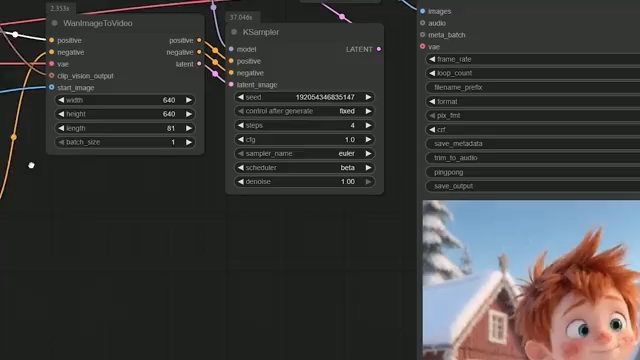 2.353s
WanImageToVideo
positive
negative
vae
clip_vision_output
start_image
positive
negative
latent
width 640
height 640
length 81
batch_size 1
37.046s
KSampler
model
positive
negative
latent_image
LATENT
seed 192054346835147
control after generate fixed
steps 4
cfg 1.0
sampler_name euler
scheduler beta
denoise 1.00
images
audio
meta_batch
vae
frame_rate
loop_count
filename_prefix
format
pix_fmt
crf
save_metadata
trim_to_audio
pingpong
save_output